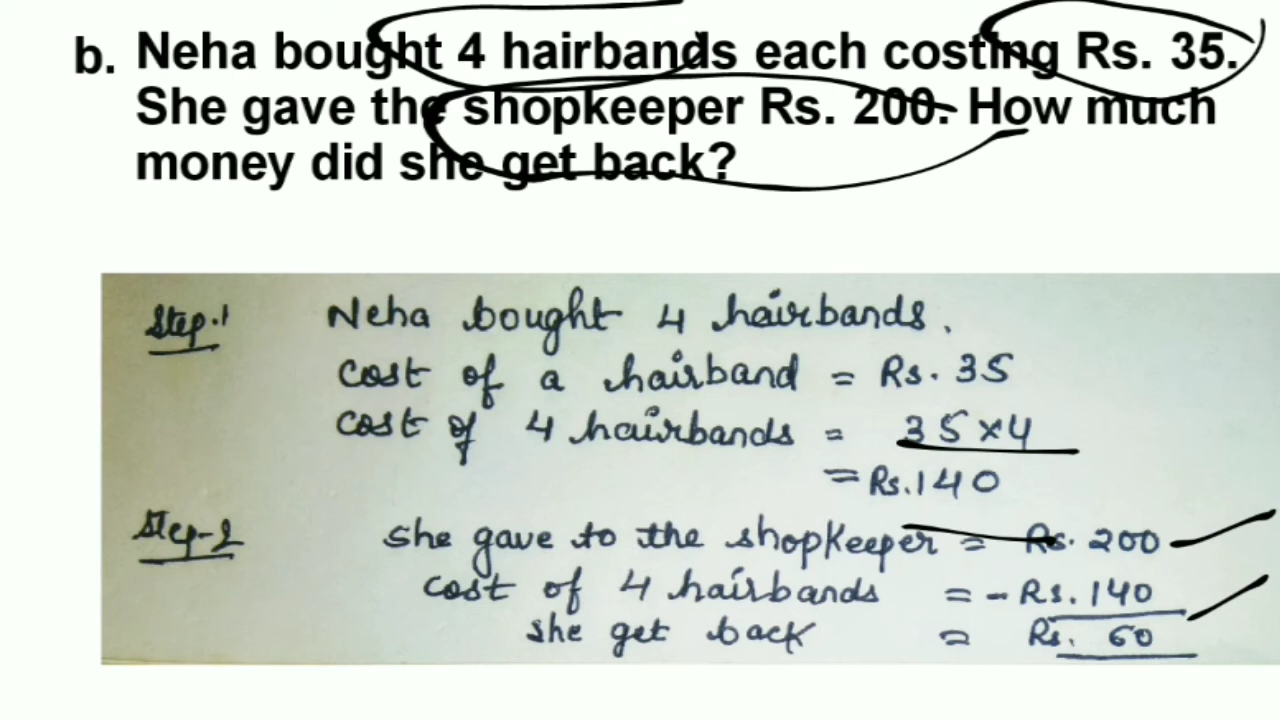 b. Neha bought 4 hairbands each costing Rs. 35.
She gave the shopkeeper Rs. 200. How much
money did she get back?
Step.1 Neha bought 4 hairbands.
cost of a hairband = Rs. 35
cost of 4 hairbands = 35 x 4
= Rs. 140
Step-2 She gave to the shopkeeper = Rs. 200
cost of 4 hairbands = - Rs. 140
She get back = Rs. 60